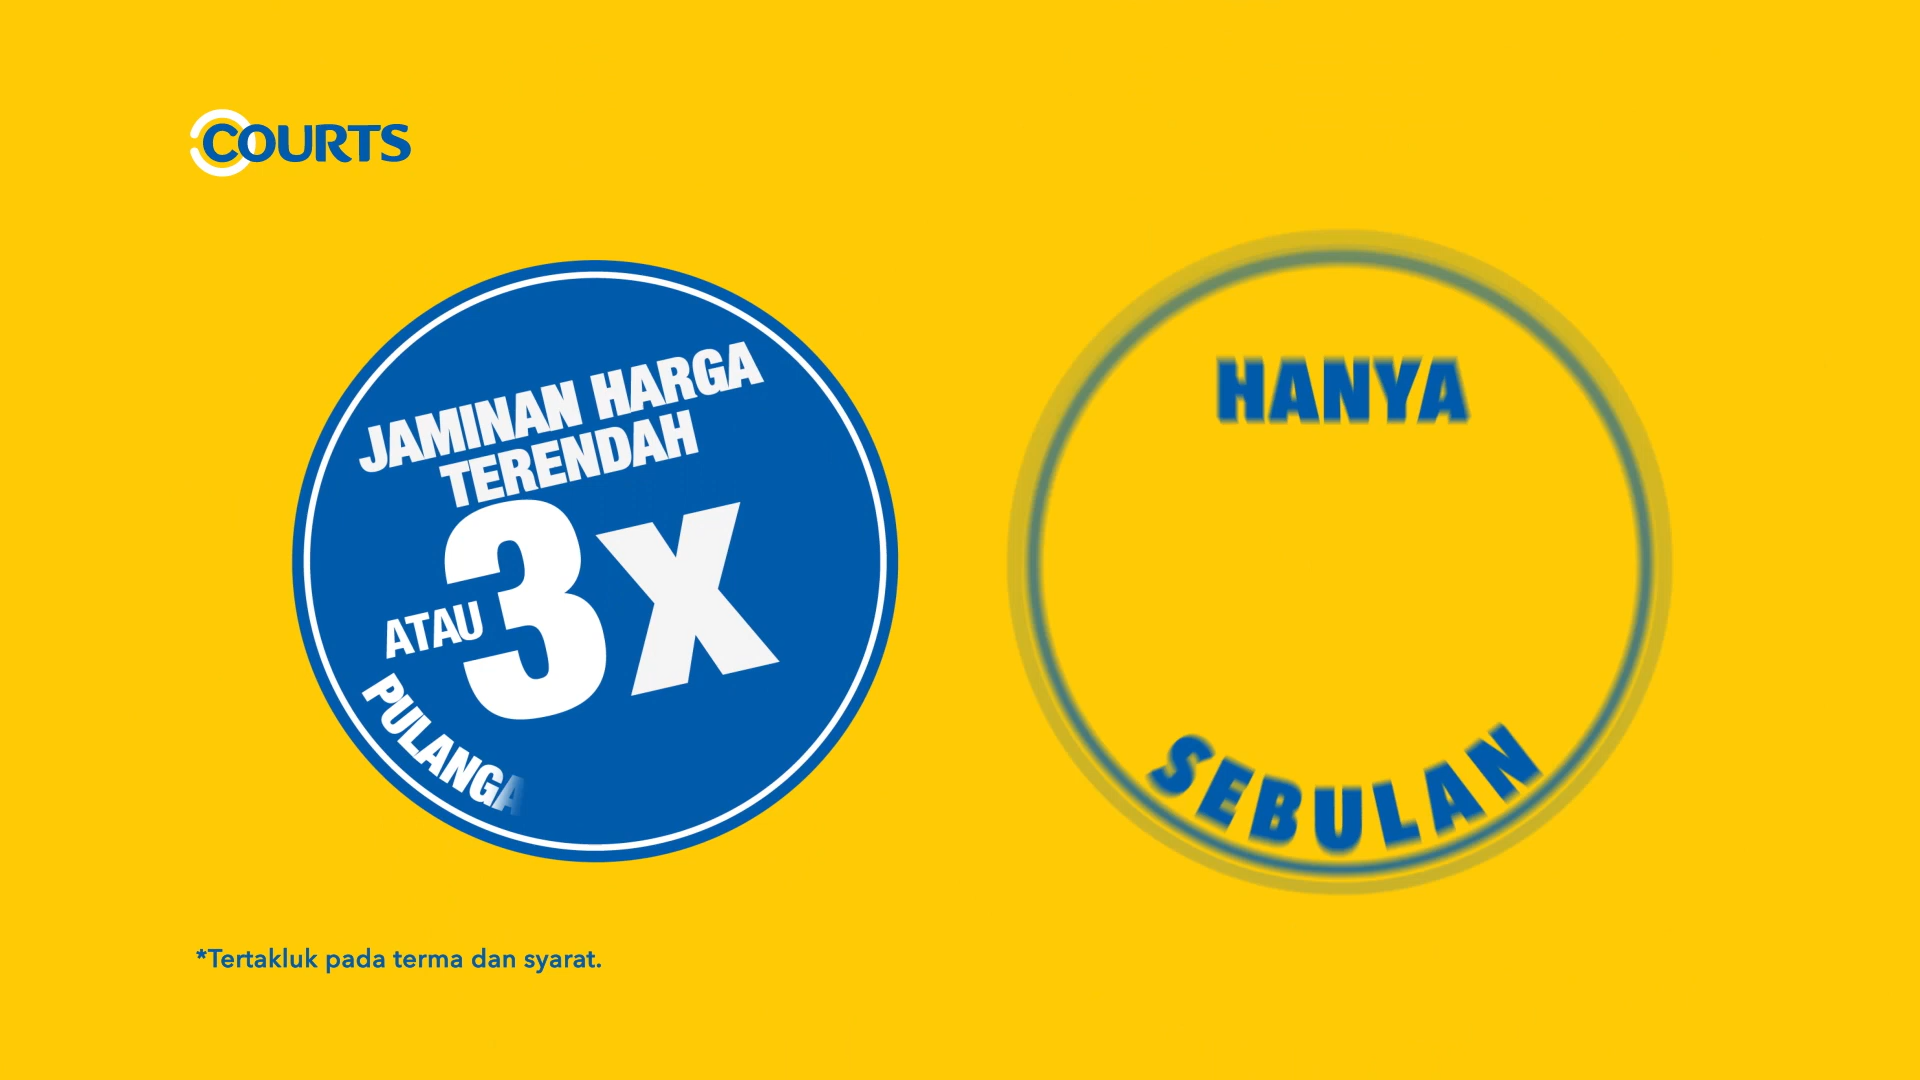 COURTS
JAMINAN HARGA
TERENDAH
ATAU 3X
PULANGA
HANYA
SEBULAN
*Tertakluk pada terma dan syarat.